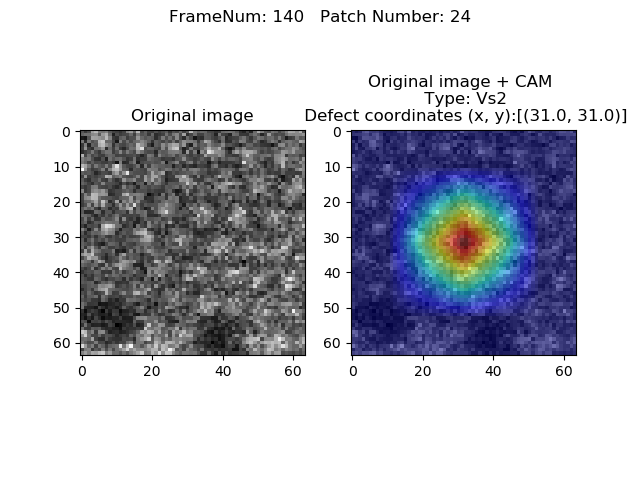 FrameNum: 140   Patch Number: 24
Original image
Original image + CAM
Type: Vs2
Defect coordinates (x, y):[(31.0, 31.0)]
0
10
20
30
40
50
60
0 20 40 60
0
10
20
30
40
50
60
0 20 40 60